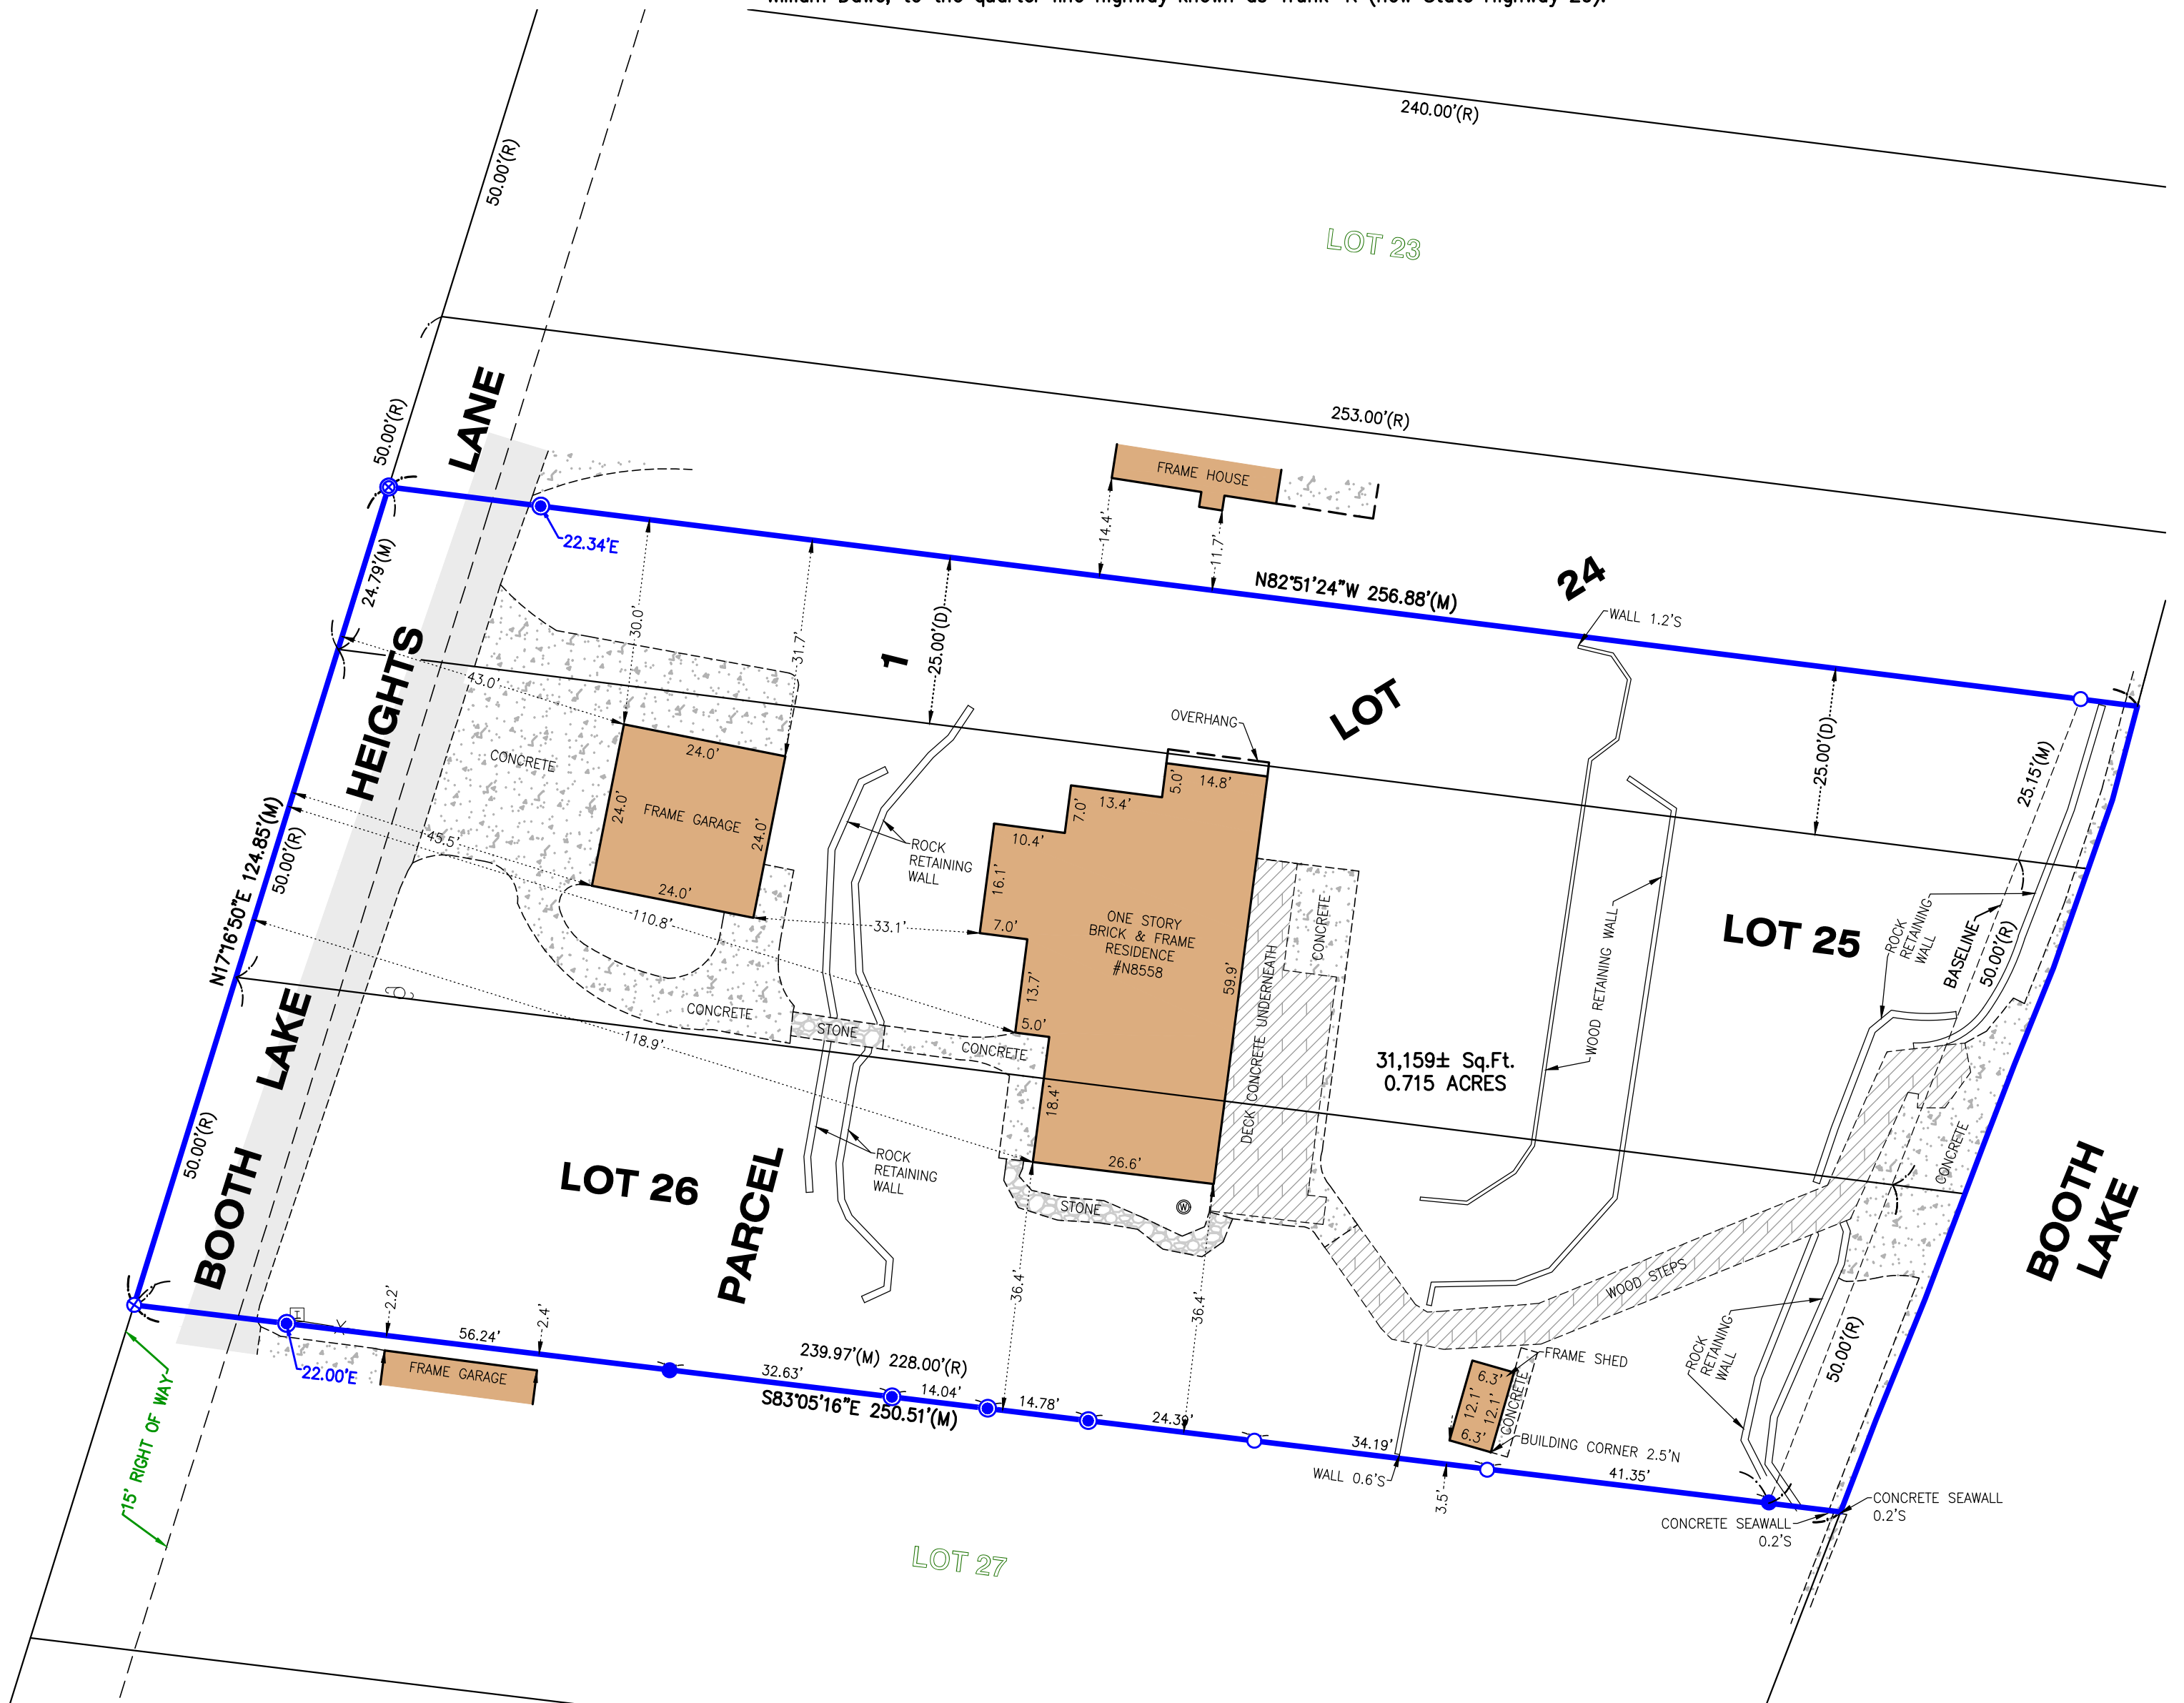 240.00'(R)
50.00'(R)
LOT 23
253.00'(R)
50.00'(R)
LANE
FRAME HOUSE
14.4'
11.7'
22.34'E
N82°51'24"W 256.88'(M)
24
WALL 1.2'S
24.79'(M)
30.0'
31.7'
1
25.00'(D)
HEIGHTS
43.0'
LOT
OVERHANG
25.00'(D)
25.15'(M)
CONCRETE
24.0'
24.0'
FRAME GARAGE
24.0'
24.0'
5.0'
14.8'
13.4'
7.0'
10.4'
16.1'
7.0'
N17°16'50"E 124.85'(M)
50.00'(R)
145.5'
110.8'
33.1'
ROCK
RETAINING
WALL
ONE STORY
BRICK & FRAME
RESIDENCE
#N8558
59.9'
13.7'
5.0'
18.4'
26.6'
CONCRETE
DECK CONCRETE UNDERNEATH
WOOD RETAINING WALL
LOT 25
ROCK
RETAINING
WALL
BASELINE
50.00'(R)
LAKE
CONCRETE
STONE
CONCRETE
118.9'
31,159± Sq.Ft.
0.715 ACRES
CONCRETE
50.00'(R)
BOOTH
LOT 26
PARCEL
ROCK
RETAINING
WALL
STONE
W
BOOTH
LAKE
WOOD STEPS
36.4'
36.4'
2.2'
2.4'
56.24'
22.00'E
FRAME GARAGE
32.63'
239.97'(M) 228.00'(R)
14.04'
S83°05'16"E 250.51'(M)
14.78'
24.39'
34.19'
WALL 0.6'S
3.5'
6.3'
12.1'
12.1'
6.3'
CONCRETE
FRAME SHED
BUILDING CORNER 2.5'N
41.35'
ROCK
RETAINING
WALL
50.00'(R)
CONCRETE SEAWALL
0.2'S
CONCRETE SEAWALL
0.2'S
15' RIGHT OF WAY
LOT 27